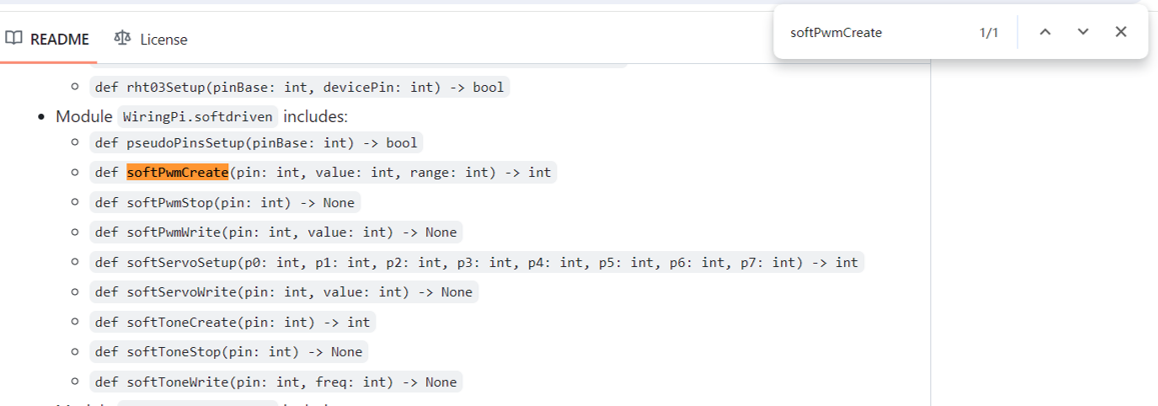 softPwmCreate 1/1
README License
def rht03Setup(pinBase: int, devicePin: int) -> bool
Module WiringPi.softdriven includes:
def pseudoPinsSetup(pinBase: int) -> bool
def softPwmCreate(pin: int, value: int, range: int) -> int
def softPwmStop(pin: int) -> None
def softPwmWrite(pin: int, value: int) -> None
def softServoSetup(p0: int, p1: int, p2: int, p3: int, p4: int, p5: int, p6: int, p7: int) -> int
def softServoWrite(pin: int, value: int) -> None
def softToneCreate(pin: int) -> int
def softToneStop(pin: int) -> None
def softToneWrite(pin: int, freq: int) -> None